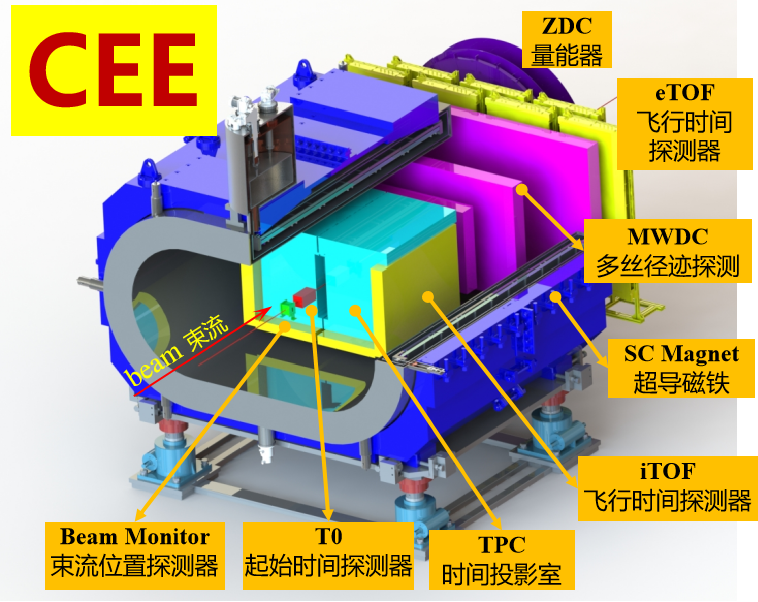 CEE
ZDC
量能器
eTOF
飞行时间
探测器
MWDC
多丝径迹探测
SC Magnet
超导磁铁
beam 束流
iTOF
飞行时间探测器
Beam Monitor
束流位置探测器
T0
起始时间探测器
TPC
时间投影室